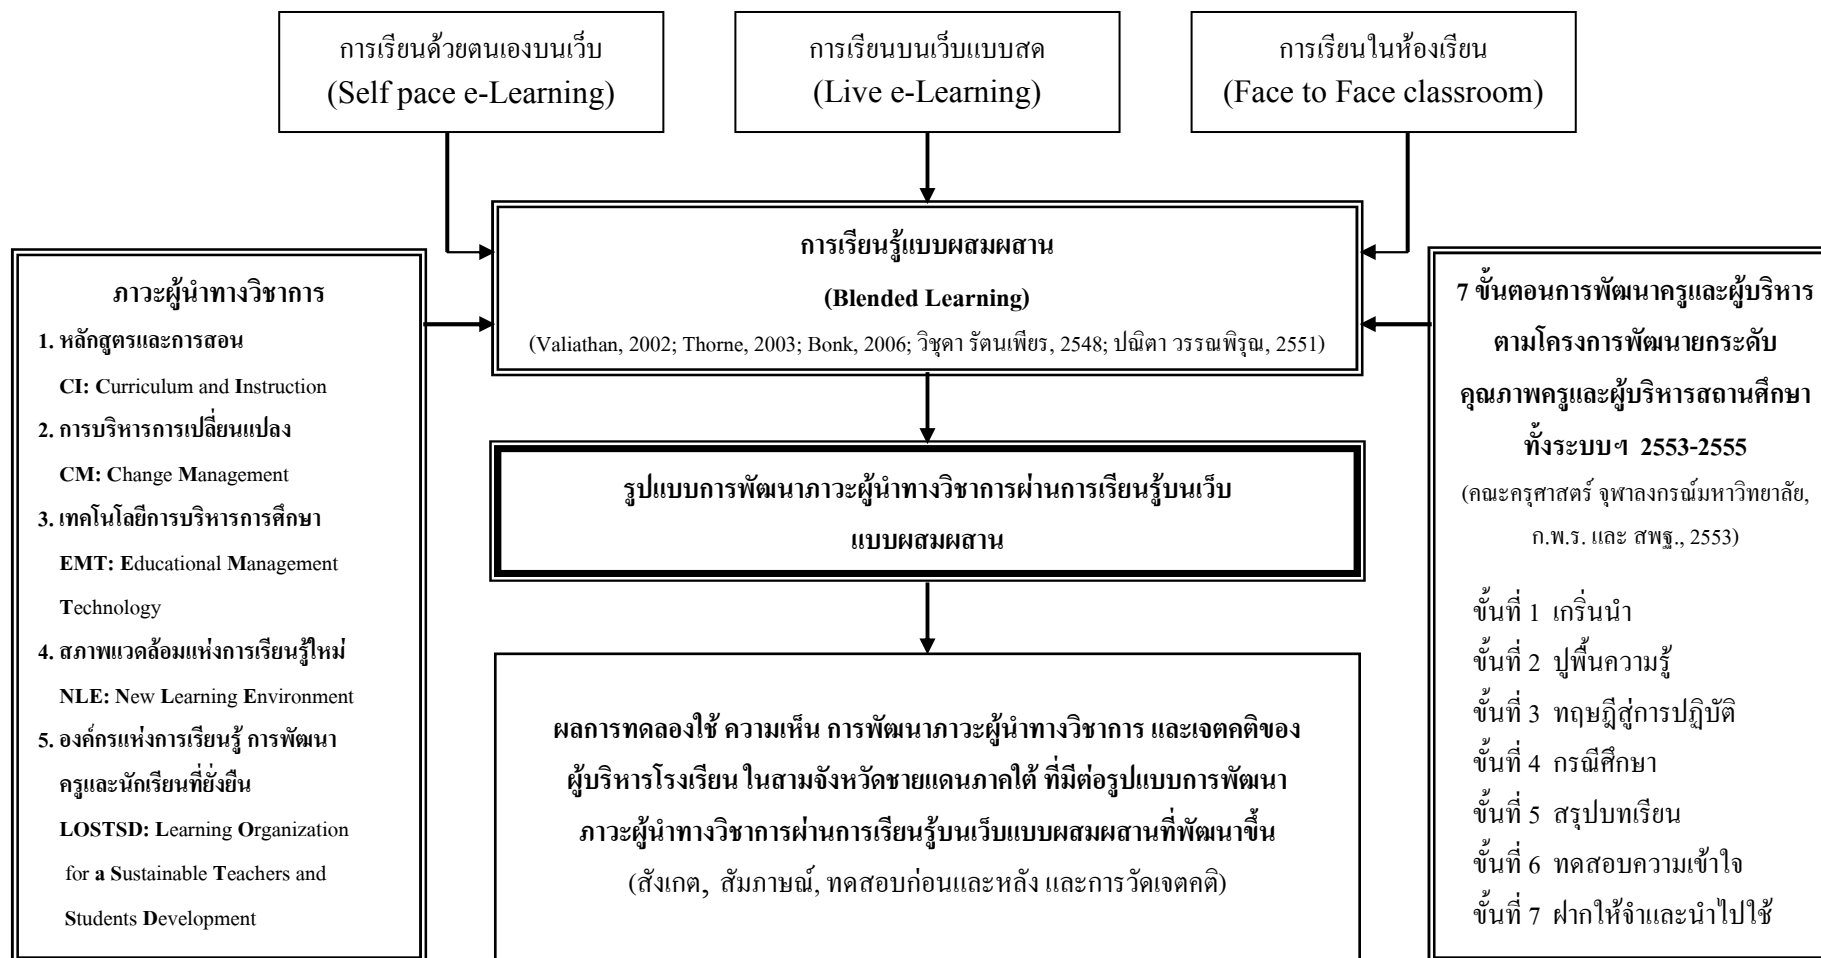 การเรียนด้วยตนเองบนเว็บ
(Self pace e-Learning)
การเรียนบนเว็บแบบสด
(Live e-Learning)
การเรียนในห้องเรียน
(Face to Face classroom)
การเรียนรู้แบบผสมผสาน
(Blended Learning)
(Valiathan, 2002; Thorne, 2003; Bonk, 2006; วิชุดา รัตนเพียร, 2548; ปณิตา วรรณพิรุณ, 2551)
ภาวะผู้นำทางวิชาการ
1. หลักสูตรและการสอน
CI: Curriculum and Instruction
2. การบริหารการเปลี่ยนแปลง
CM: Change Management
3. เทคโนโลยีการบริหารการศึกษา
EMT: Educational Management
Technology
4. สภาพแวดล้อมแห่งการเรียนรู้ใหม่
NLE: New Learning Environment
5. องค์กรแห่งการเรียนรู้ การพัฒนา
ครูและนักเรียนที่ยั่งยืน
LOSTSD: Learning Organization
for a Sustainable Teachers and
Students Development
รูปแบบการพัฒนาภาวะผู้นำทางวิชาการผ่านการเรียนรู้บนเว็บ
แบบผสมผสาน
ผลการทดลองใช้ ความเห็น การพัฒนาภาวะผู้นำทางวิชาการ และเจตคติของ
ผู้บริหารโรงเรียน ในสามจังหวัดชายแดนภาคใต้ ที่มีต่อรูปแบบการพัฒนา
ภาวะผู้นำทางวิชาการผ่านการเรียนรู้บนเว็บแบบผสมผสานที่พัฒนาขึ้น
(สังเกต, สัมภาษณ์, ทดสอบก่อนและหลัง และการวัดเจตคติ)
7 ขั้นตอนการพัฒนาครูและผู้บริหาร
ตามโครงการพัฒนายกระดับ
คุณภาพครูและผู้บริหารสถานศึกษา
ทั้งระบบฯ 2553-2555
(คณะครุศาสตร์ จุฬาลงกรณ์มหาวิทยาลัย,
ก.พ.ร. และ สพฐ., 2553)
ขั้นที่ 1 เกริ่นนำ
ขั้นที่ 2 ปูพื้นความรู้
ขั้นที่ 3 ทฤษฎีสู่การปฏิบัติ
ขั้นที่ 4 กรณีศึกษา
ขั้นที่ 5 สรุปบทเรียน
ขั้นที่ 6 ทดสอบความเข้าใจ
ขั้นที่ 7 ฝากให้จำและนำไปใช้